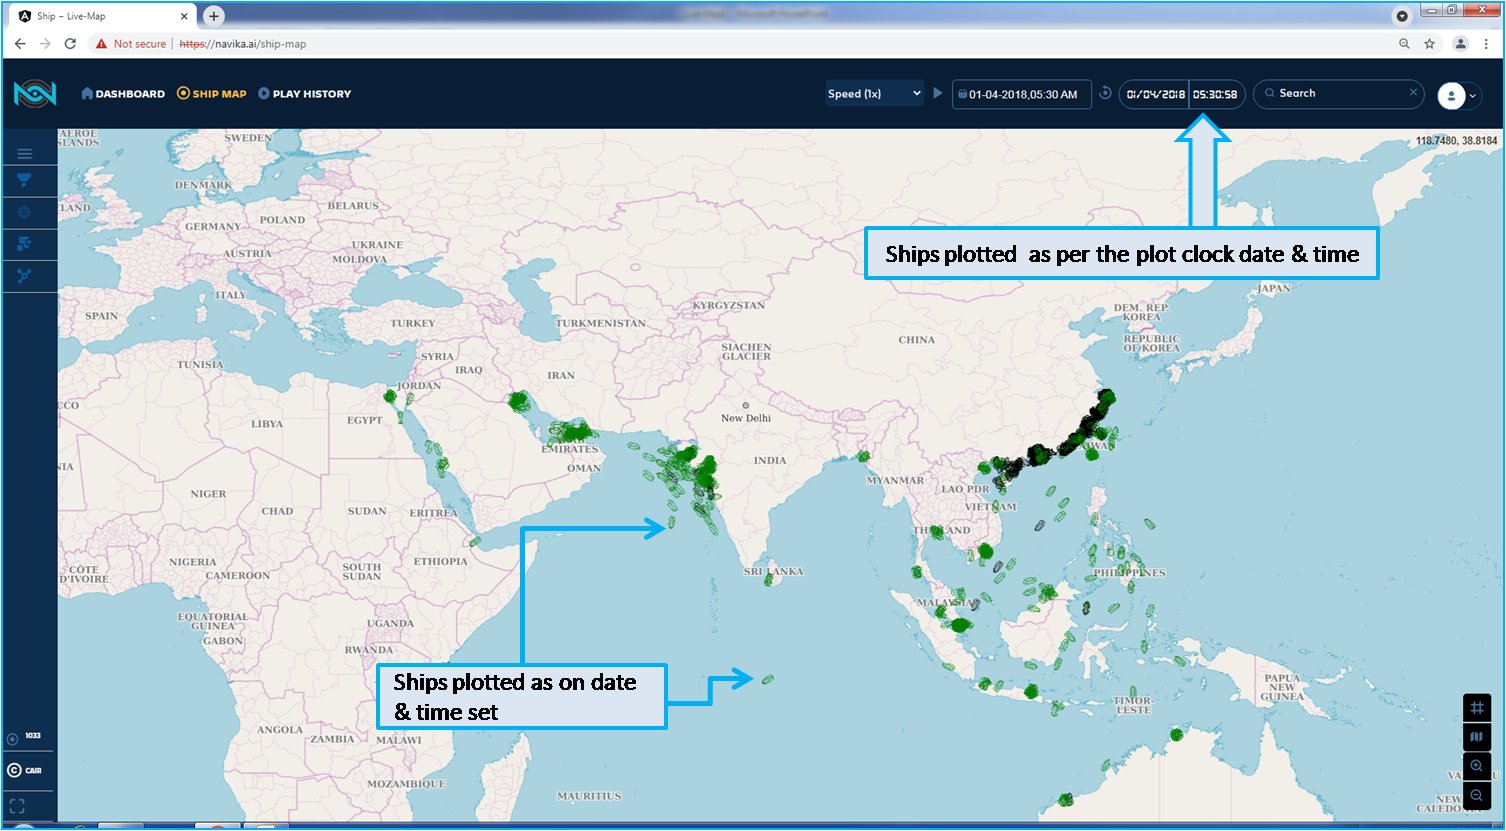 Ship – Live-Map
Not secure
https://navika.ai/ship-map
DASHBOARD
SHIP MAP
PLAY HISTORY
Speed (1x)
01-04-2018,05:30 AM
01/04/2018
05:30:58
Search
118.7480, 38.8184
Ships plotted as per the plot clock date & time
FAEROE
ISLANDS
SWEDEN
DENMARK
BELARUS
POLAND
GERMANY
UKRAINE
AUSTRIA
MOLDOVA
ITALY
SPAIN
KYRGYZSTAN
JAPAN
DEM. REP
KOREA
TURKEY
TURKMENISTAN
REPUBLIC
OF KOREA
CHINA
SIACHEN
GLACIER
SYRIA
TUNISIA
IRAQ
IRAN
JORDAN
New Delhi
EGYPT
LIBYA
EMIRATES
INDIA
OMAN
NIGER
MYANMAR
LAO PDR
CHAD
SUDAN
ERITREA
VIETNAM
THAILAND
NIGERIA
ETHIOPIA
CÔTE
D'IVOIRE
CAMEROON
SOUTH
SUDAN
SRI LANKA
PHILIPPINES
MALAYSIA
EQUATORIAL
GUINEA
UGANDA
GABON
RWANDA
Ships plotted as on date
& time set
PAPUA
NEW
GUINEA
TIMOR-
LESTE
ANGOLA
ZAMBIA
MALAWI
1033
CAIR
MOZAMBIQUE
MAURITIUS
NEW